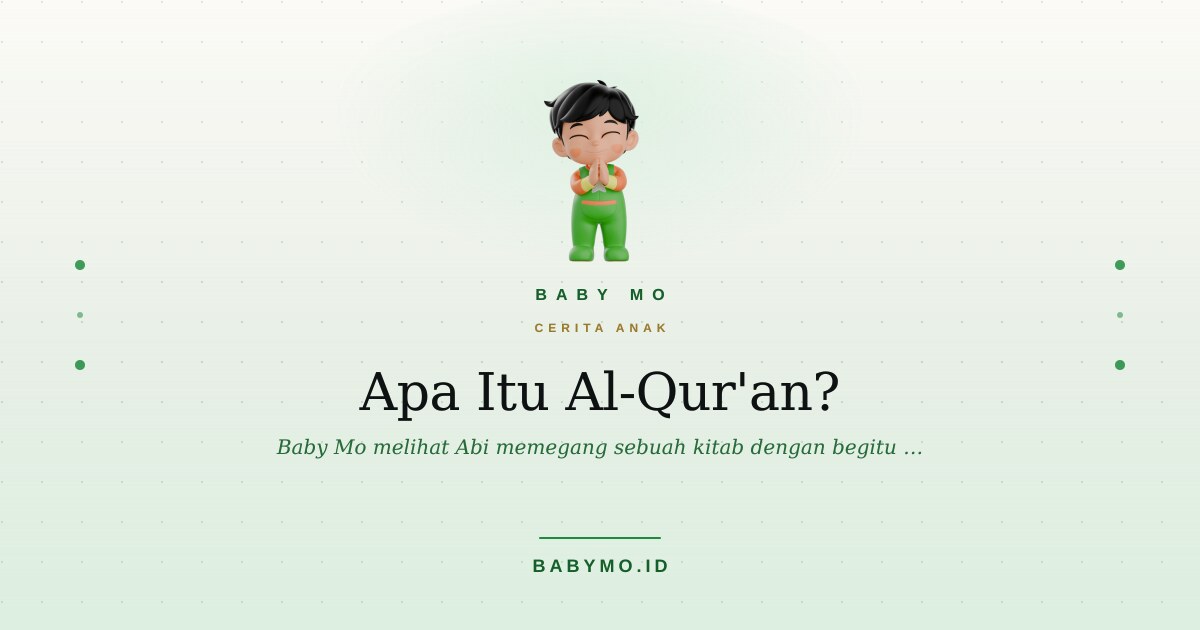 BABY MO
CERITA ANAK
Apa Itu Al-Qur'an?
Baby Mo melihat Abi memegang sebuah kitab dengan begitu ...
BABYMO.ID